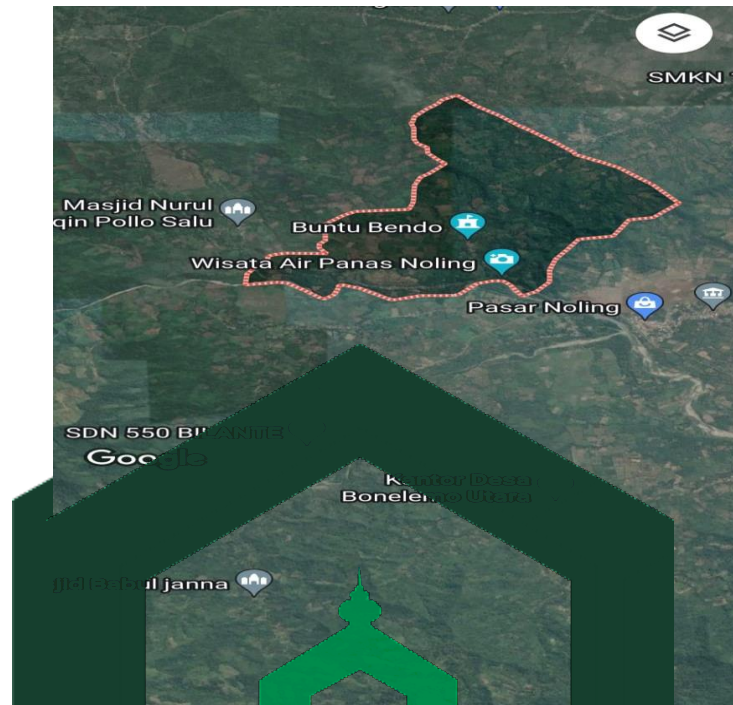 SMKN
Masjid Nurul
qin Pollo Salu
Buntu Bendo
Wisata Air Panas Noling
Pasar Noling
SDN 550
Google
Kantor Desa
Bonelemo Utara
Babul janna